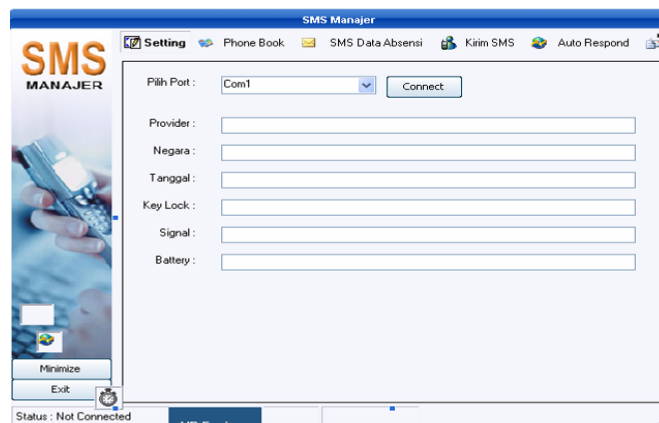 SMS Manajer
SMS
MANAJER
Setting
Phone Book
SMS Data Absensi
Kirim SMS
Auto Respond
Pilih Port :
Com1
Connect
Provider :
Negara :
Tanggal :
Key Lock :
Signal :
Battery :
Minimize
Exit
Status : Not Connected